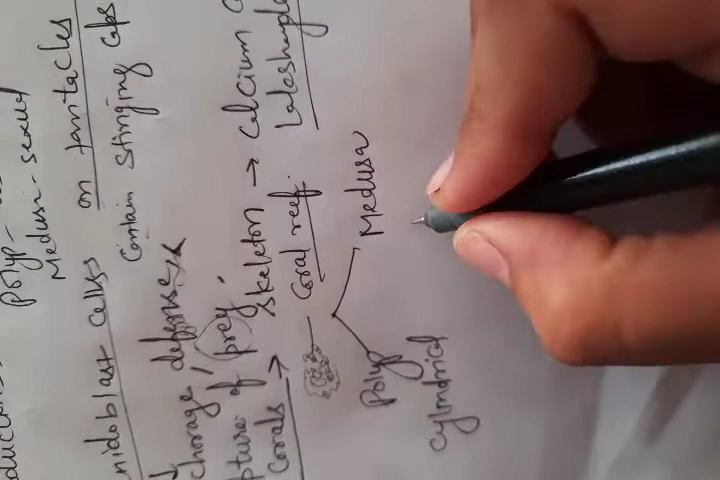 Polyp -
Medusa - sexual
nidoblast cells on tentacles
Contain stinging caps
chorage, defense &
pture of prey.
Corals → Skeleton → Calcium
Coral reef. Lakshad
Polyp Medusa
Cylindrical